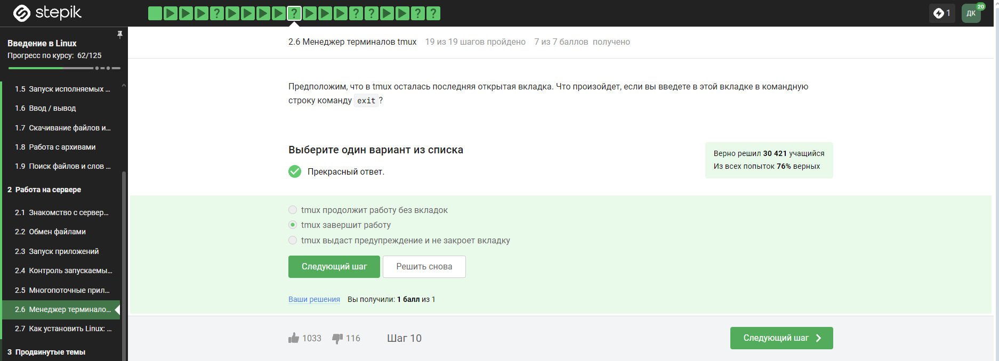 stepik
? ? ? ? ? ?
1
ДК
20
Введение в Linux
Прогресс по курсу: 62/125
1.5 Запуск исполняемых ...
1.6 Ввод / вывод
1.7 Скачивание файлов и...
1.8 Работа с архивами
1.9 Поиск файлов и слов ...
2 Работа на сервере
2.1 Знакомство с сервер...
2.2 Обмен файлами
2.3 Запуск приложений
2.4 Контроль запускаемы...
2.5 Многопоточные прил...
2.6 Менеджер терминало...
2.7 Как установить Linux: ...
3 Продвинутые темы
2.6 Менеджер терминалов tmux 19 из 19 шагов пройдено 7 из 7 баллов получено
Предположим, что в tmux осталась последняя открытая вкладка. Что произойдет, если вы введете в этой вкладке в командную
строку команду exit?
Выберите один вариант из списка
Прекрасный ответ.
Верно решил 30 421 учащийся
Из всех попыток 76% верных
tmux продолжит работу без вкладок
tmux завершит работу
tmux выдаст предупреждение и не закроет вкладку
Следующий шаг Решить снова
Ваши решения Вы получили: 1 балл из 1
1033 116 Шаг 10 Следующий шаг